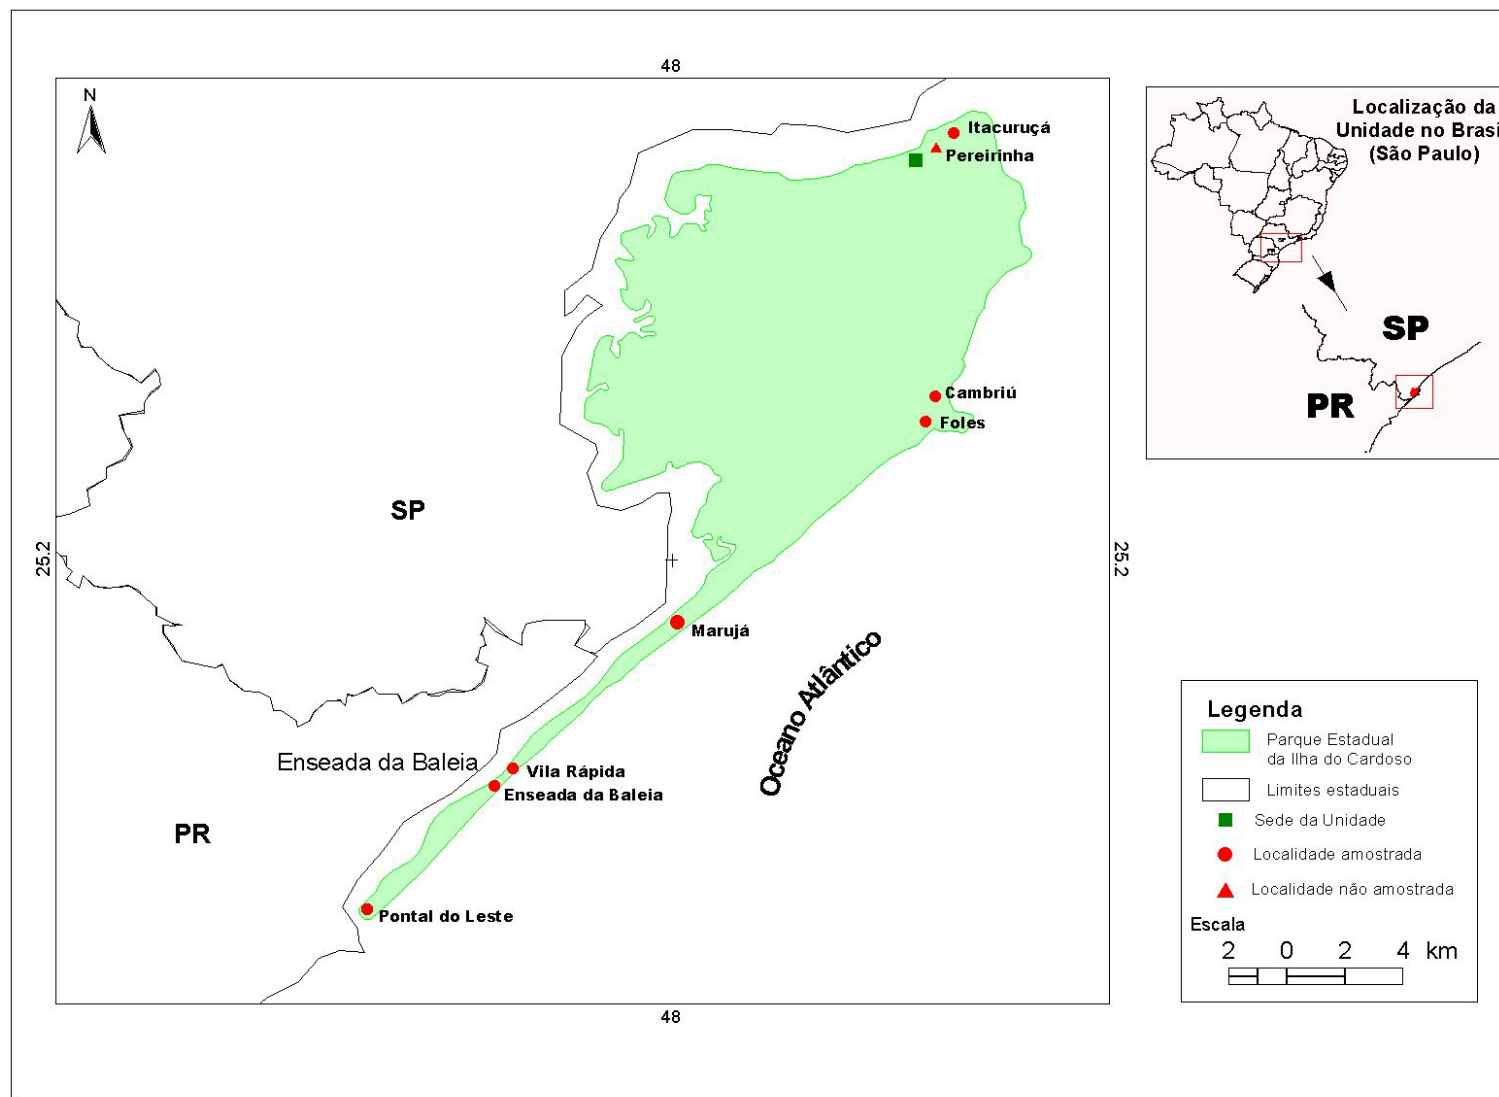 48
N
Itacuruçá
Pereirinha
Cambriú
Foles
SP
25.2
25.2
Marujá
Oceano Atlântico
Enseada da Baleia
Vila Rápida
Enseada da Baleia
PR
Pontal do Leste
48
Localização da
Unidade no Brasi
(São Paulo)
SP
PR
Legenda
Parque Estadual
da Ilha do Cardoso
Limites estaduais
Sede da Unidade
Localidade amostrada
Localidade não amostrada
Escala
2 0 2 4 km